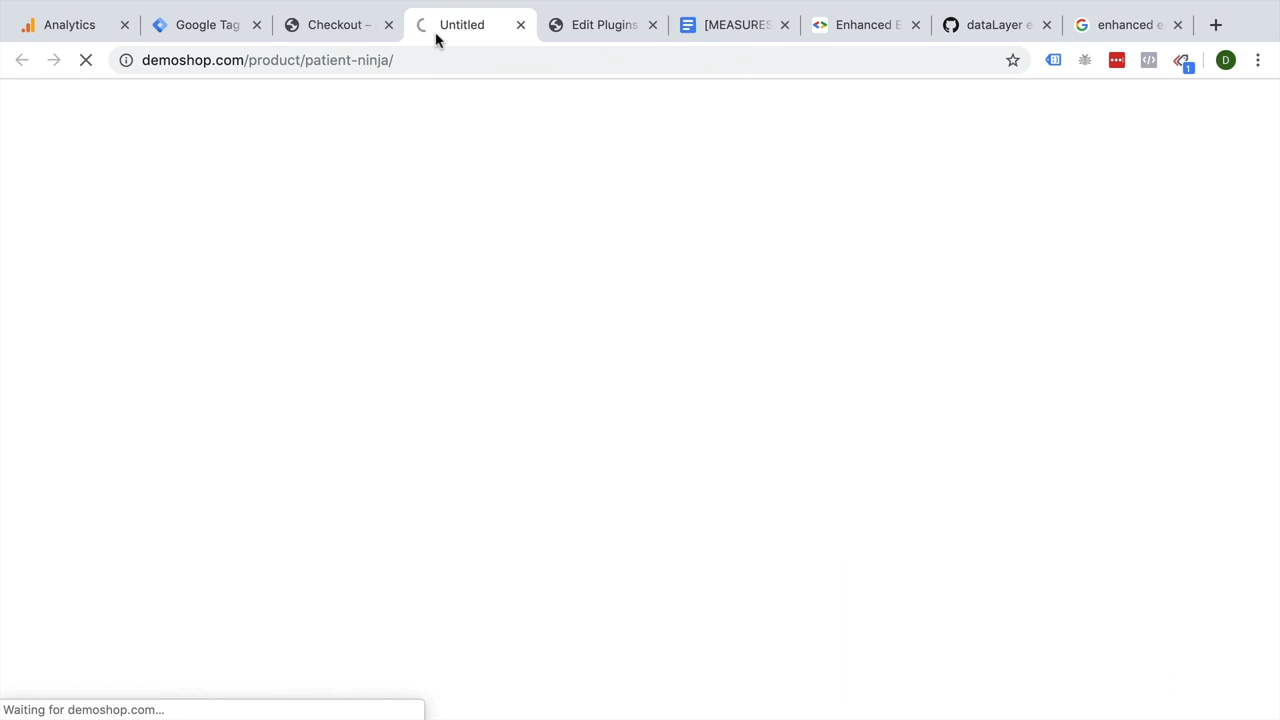 Analytics
Google Tag
Checkout –
Untitled
Edit Plugins
[MEASURES
Enhanced E
dataLayer e
enhanced e
demoshop.com/product/patient-ninja/
1
D
Waiting for demoshop.com...